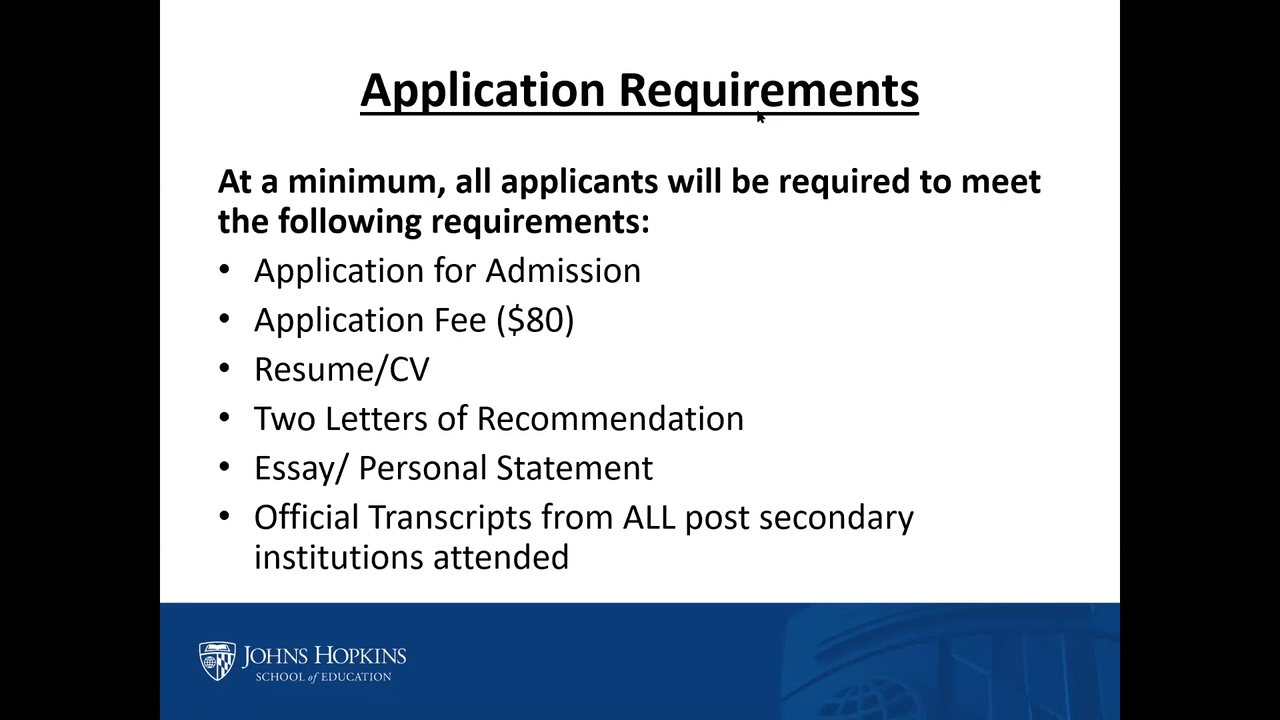 Application Requirements
At a minimum, all applicants will be required to meet
the following requirements:
• Application for Admission
• Application Fee ($80)
• Resume/CV
• Two Letters of Recommendation
• Essay/ Personal Statement
• Official Transcripts from ALL post secondary
institutions attended
JOHNS HOPKINS
SCHOOL of EDUCATION